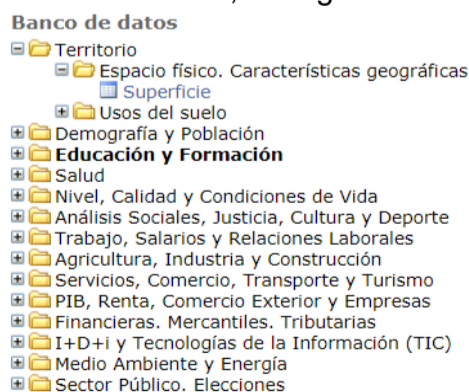 Banco de datos
Territorio
Espacio físico. Características geográficas
Superficie
Usos del suelo
Demografía y Población
Educación y Formación
Salud
Nivel, Calidad y Condiciones de Vida
Análisis Sociales, Justicia, Cultura y Deporte
Trabajo, Salarios y Relaciones Laborales
Agricultura, Industria y Construcción
Servicios, Comercio, Transporte y Turismo
PIB, Renta, Comercio Exterior y Empresas
Financieras. Mercantiles. Tributarias
I+D+i y Tecnologías de la Información (TIC)
Medio Ambiente y Energía
Sector Público. Elecciones